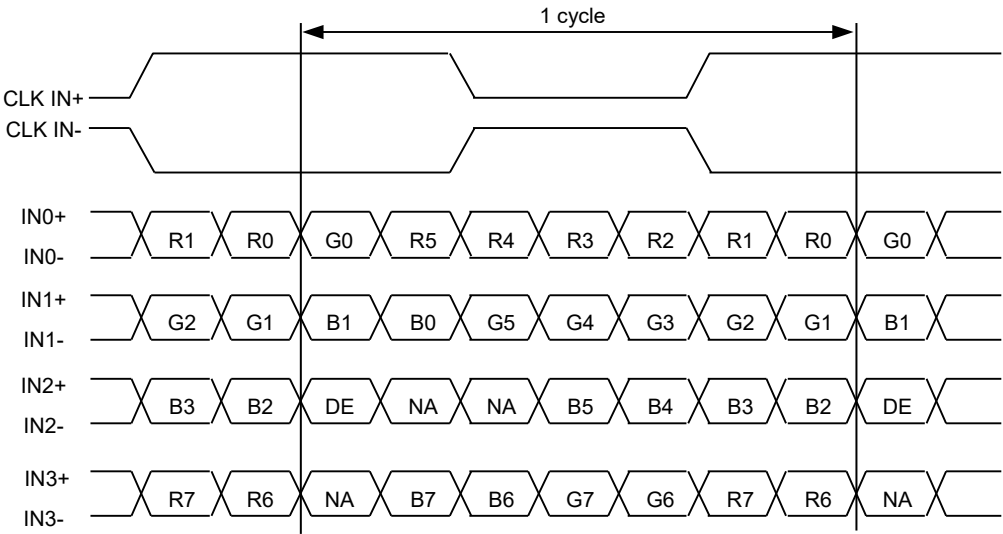 1 cycle
CLK IN+
CLK IN-
IN0+
R1 R0 G0 R5 R4 R3 R2 R1 R0 G0
IN0-
IN1+
G2 G1 B1 B0 G5 G4 G3 G2 G1 B1
IN1-
IN2+
B3 B2 DE NA NA B5 B4 B3 B2 DE
IN2-
IN3+
R7 R6 NA B7 B6 G7 G6 R7 R6 NA
IN3-